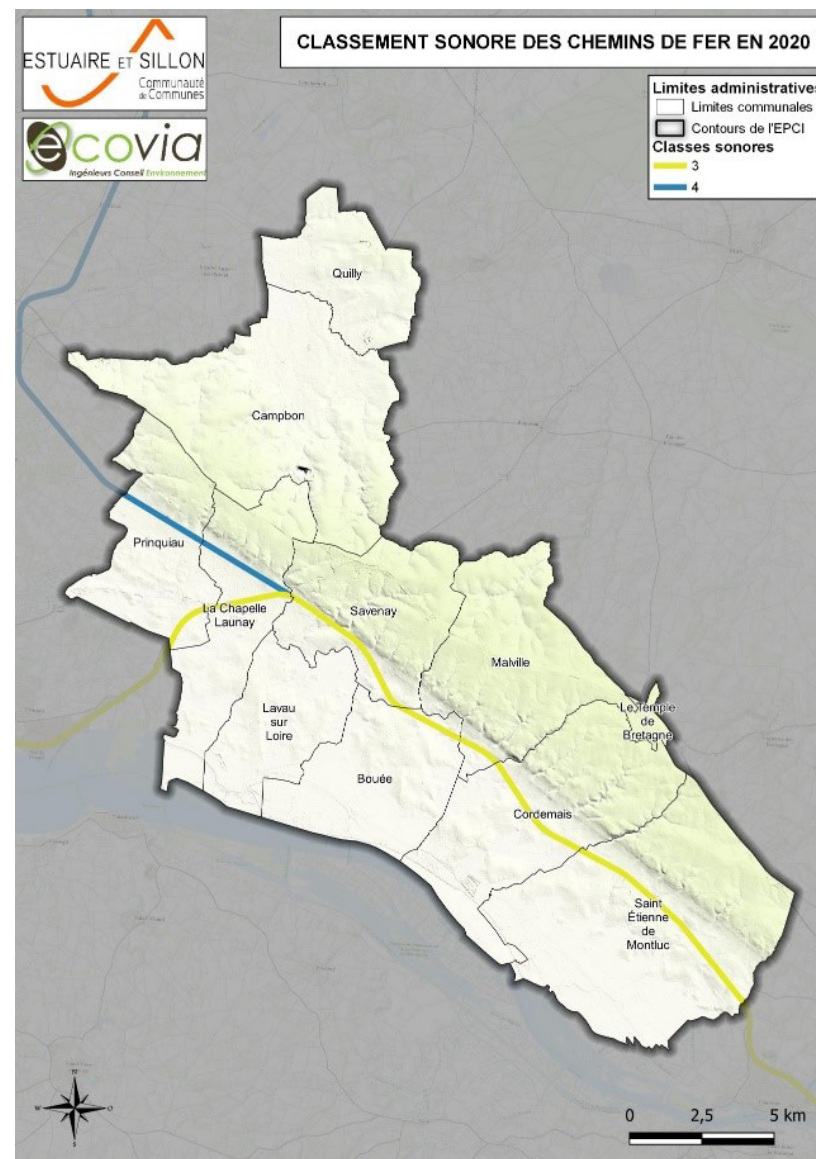 ESTUAIRE ET SILLON
Communauté
de Communes
ecovia
Ingénieurs Conseil Environnement
CLASSEMENT SONORE DES CHEMINS DE FER EN 2020
Limites administratives
Limites communales
Contours de l'EPCI
Classes sonores
3
4
Quilly
Campbon
Prinquiau
La Chapelle
Launay
Savenay
Malville
Lavau
sur
Loire
Le Temple
de
Bretagne
Bouée
Cordemais
Saint
Étienne
de
Montluc
N
W
O
S
0 2,5 5 km